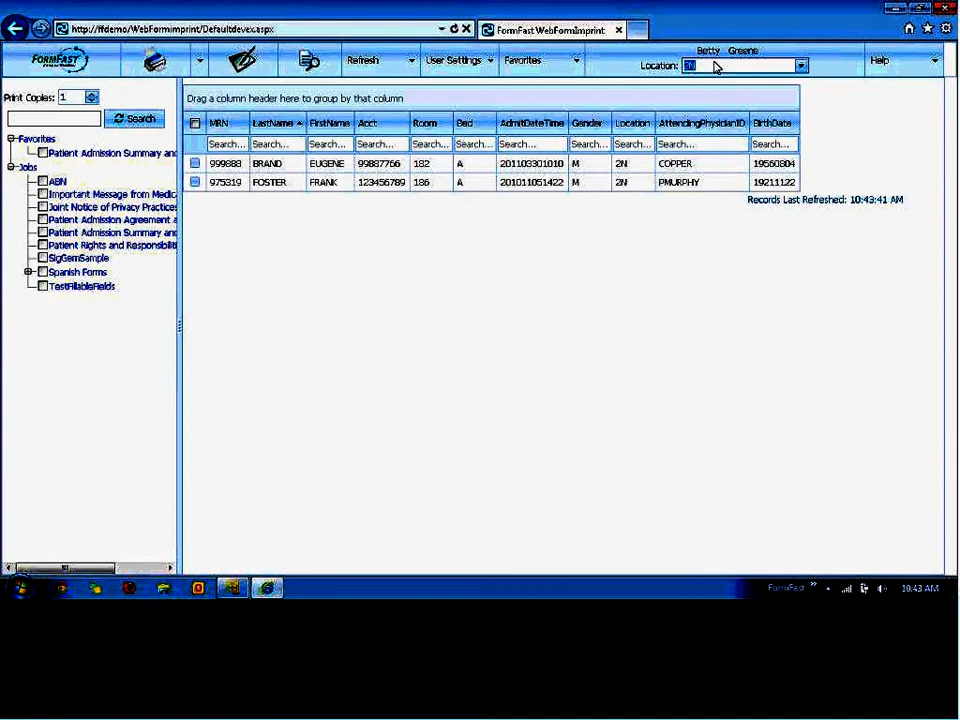 http://ffdemo/WebFormimprint/Defaultdevex.aspx
FormFast WebFormImprint
FORMFAST
Refresh
User Settings
Favorites
Betty Greene
Location: 2N
Help
Print Copies: 1
Search
Favorites
Patient Admission Summary and
Jobs
ABN
Important Message from Medic
Joint Notice of Privacy Practices
Patient Admission Agreement a
Patient Admission Summary and
Patient Rights and Responsibilit
SigGemSample
Spanish Forms
TestFillableFields
Drag a column header here to group by that column
MRN LastName FirstName Acct Room Bed AdmitDateTime Gender Location AttendingPhysicianID BirthDate
Search... Search... Search... Search... Search... Search... Search... Search... Search... Search... Search...
999888 BRAND EUGENE 99887766 182 A 201103301010 M 2N COPPER 19560804
975319 FOSTER FRANK 123456789 186 A 201011051422 M 2N PMURPHY 19211122
Records Last Refreshed: 10:43:41 AM
FormFast
10:43 AM